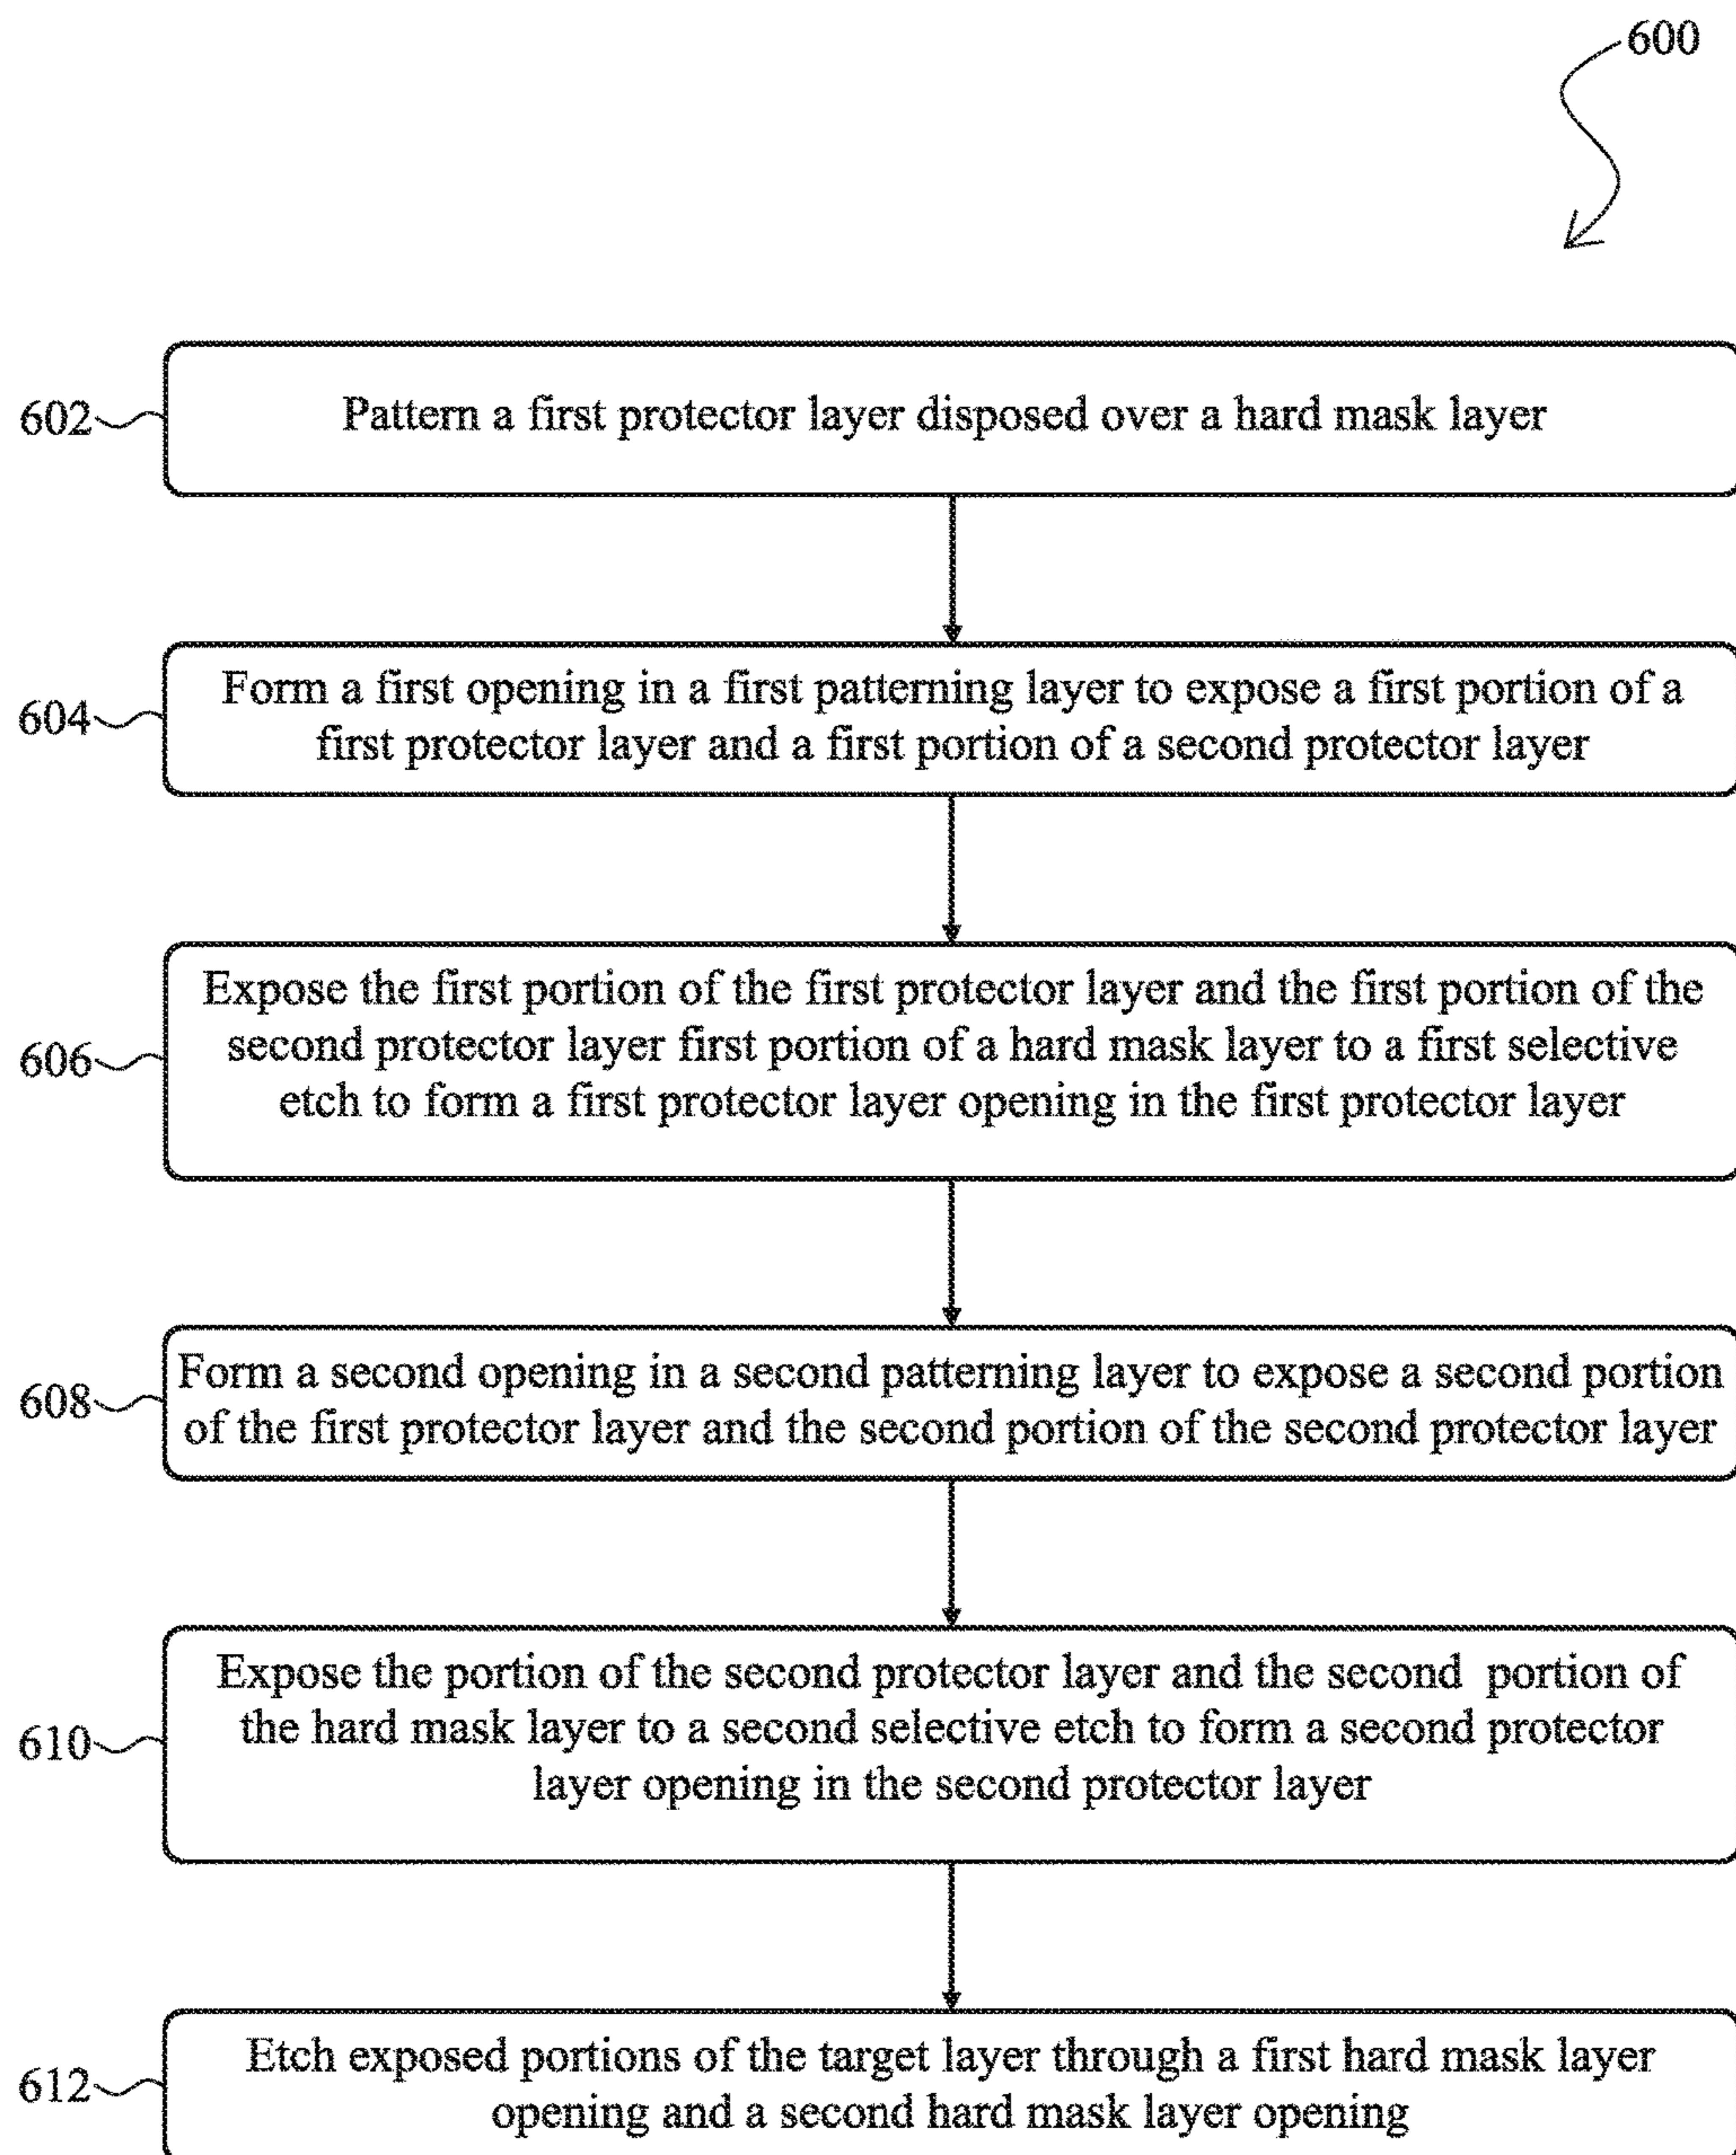 600
602
Pattern a first protector layer disposed over a hard mask layer
604
Form a first opening in a first patterning layer to expose a first portion of a
first protector layer and a first portion of a second protector layer
606
Expose the first portion of the first protector layer and the first portion of the
second protector layer first portion of a hard mask layer to a first selective
etch to form a first protector layer opening in the first protector layer
608
Form a second opening in a second patterning layer to expose a second portion
of the first protector layer and the second portion of the second protector layer
610
Expose the portion of the second protector layer and the second portion of
the hard mask layer to a second selective etch to form a second protector
layer opening in the second protector layer
612
Etch exposed portions of the target layer through a first hard mask layer
opening and a second hard mask layer opening